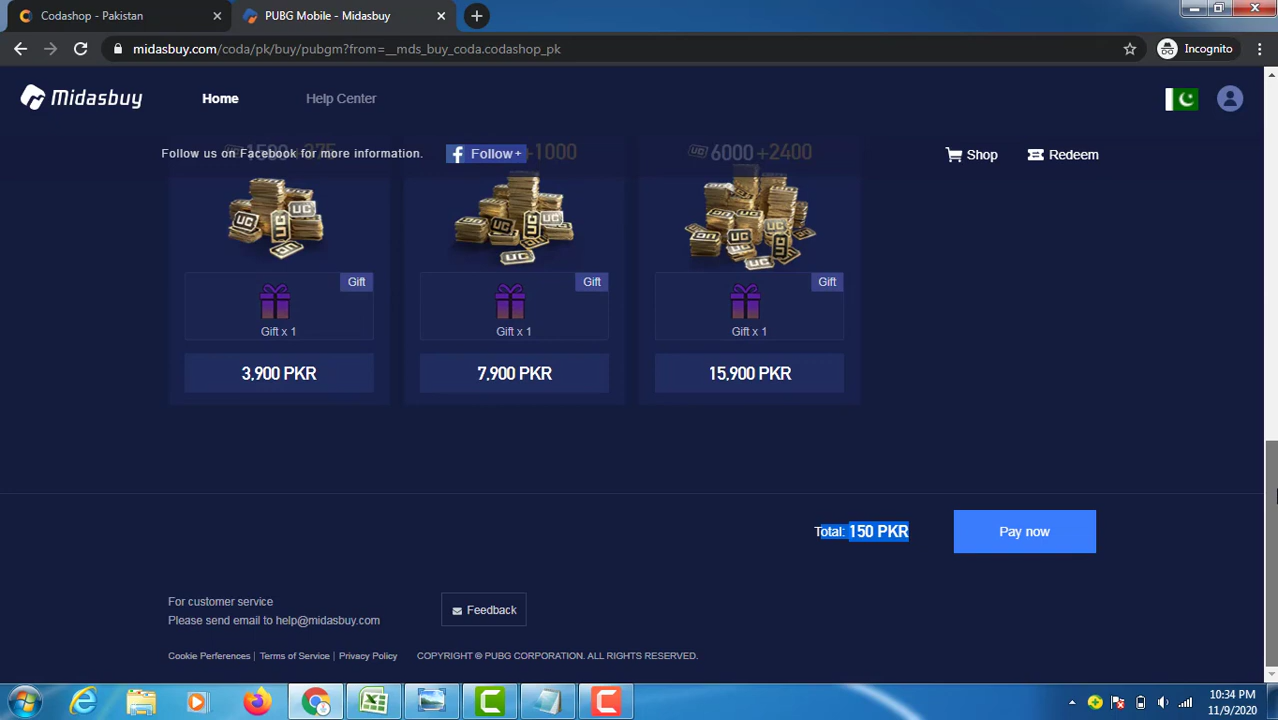 Codashop - Pakistan
PUBG Mobile - Midasbuy
midasbuy.com/coda/pk/buy/pubgm?from=__mds_buy_coda.codashop_pk
Incognito
Midasbuy
Home
Help Center
Follow us on Facebook for more information.
Follow+
Shop
Redeem
1500 +375
+1000
6000 +2400
Gift
Gift
Gift
Gift x 1
Gift x 1
Gift x 1
3,900 PKR
7,900 PKR
15,900 PKR
Total: 150 PKR
Pay now
For customer service
Please send email to help@midasbuy.com
Feedback
Cookie Perferences | Terms of Service | Privacy Policy
COPYRIGHT © PUBG CORPORATION. ALL RIGHTS RESERVED.
10:34 PM
11/9/2020